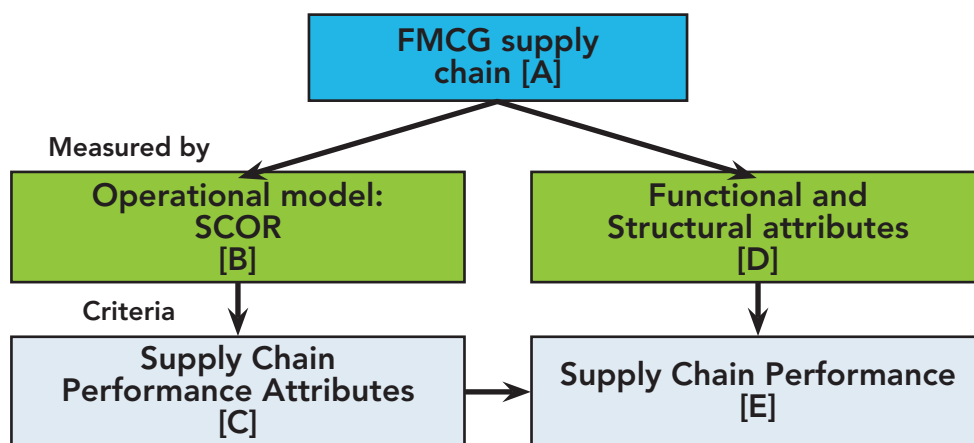 FMCG supply
chain [A]
Measured by
Operational model:
SCOR
[B]
Functional and
Structural attributes
[D]
Criteria
Supply Chain
Performance Attributes
[C]
Supply Chain Performance
[E]